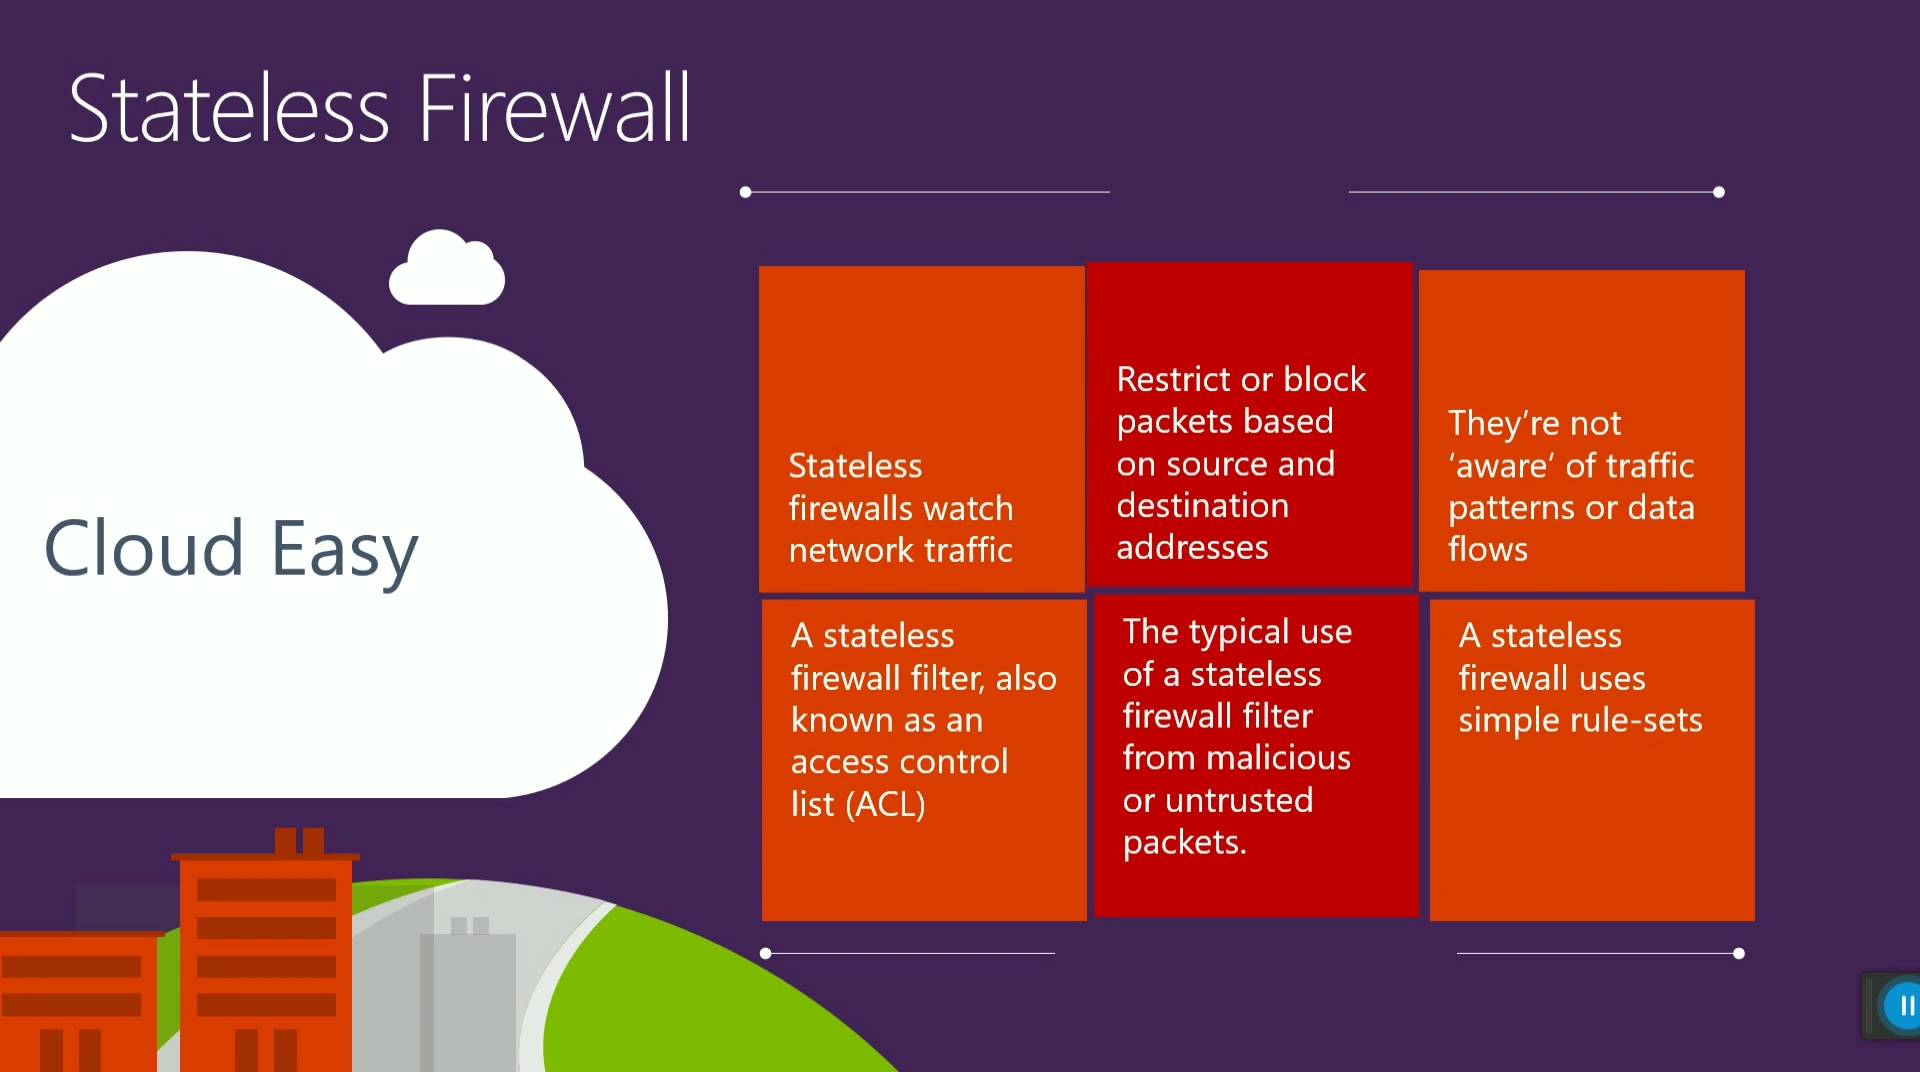 Stateless Firewall
Cloud Easy
Stateless
firewalls watch
network traffic
Restrict or block
packets based
on source and
destination
addresses
They’re not
‘aware’ of traffic
patterns or data
flows
A stateless
firewall filter, also
known as an
access control
list (ACL)
The typical use
of a stateless
firewall filter
from malicious
or untrusted
packets.
A stateless
firewall uses
simple rule-sets